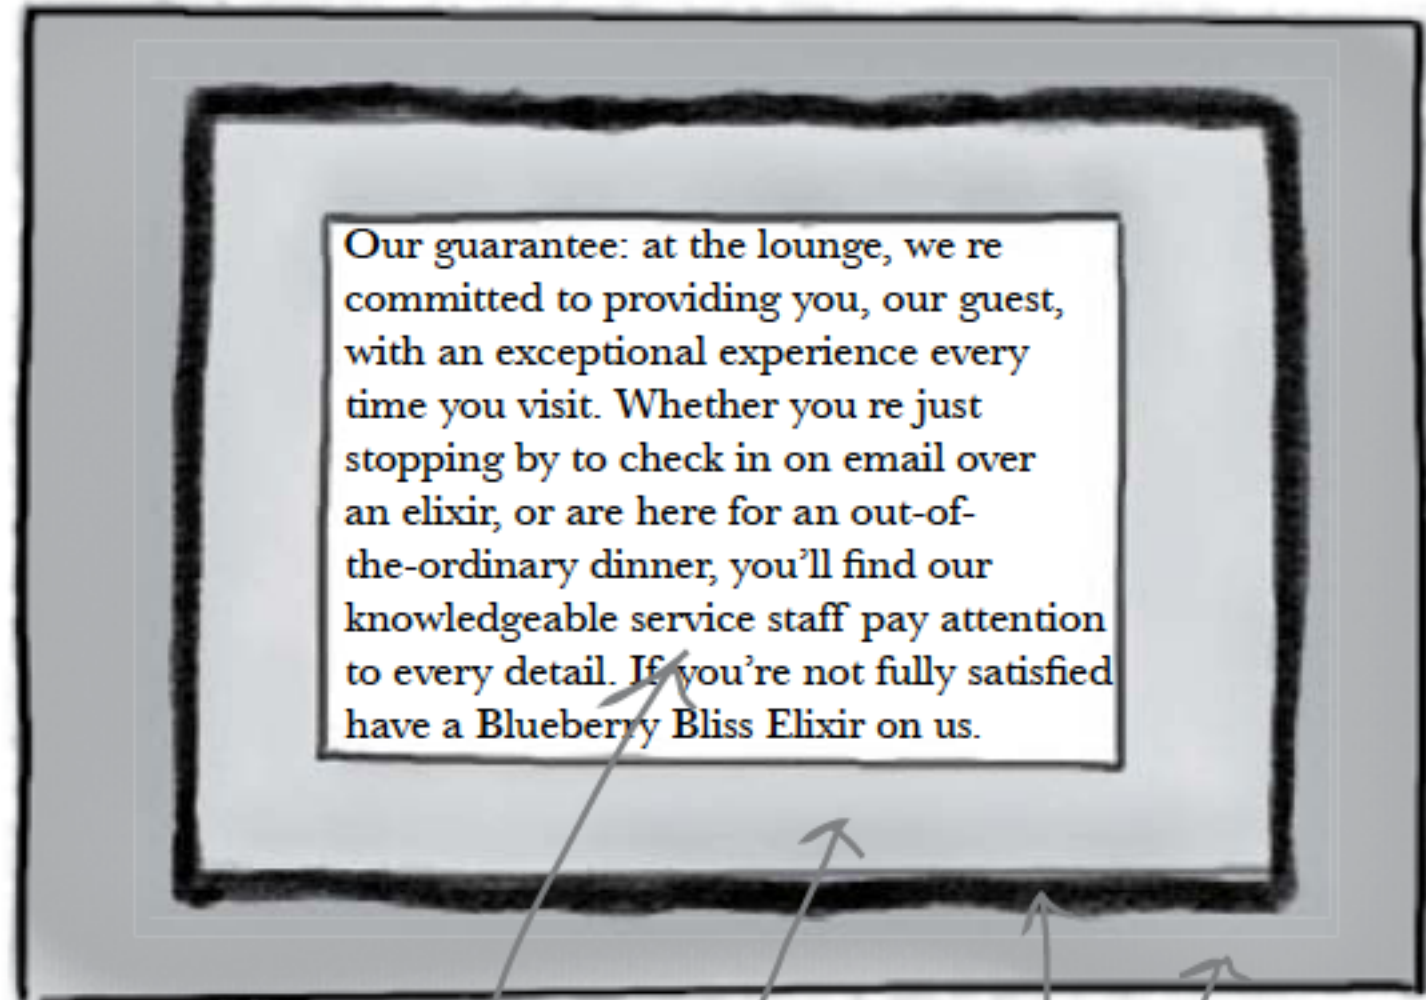 Our guarantee: at the lounge, we re
committed to providing you, our guest,
with an exceptional experience every
time you visit. Whether you re just
stopping by to check in on email over
an elixir, or are here for an out-of-
the-ordinary dinner, you’ll find our
knowledgeable service staff pay attention
to every detail. If you’re not fully satisfied
have a Blueberry Bliss Elixir on us.